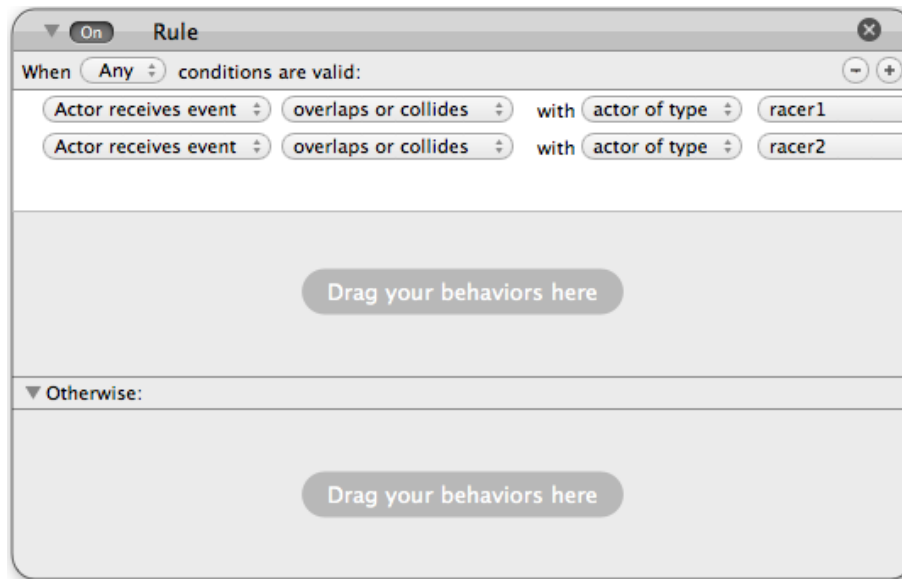 On Rule
When Any conditions are valid:
Actor receives event overlaps or collides with actor of type racer1
Actor receives event overlaps or collides with actor of type racer2
Drag your behaviors here
Otherwise:
Drag your behaviors here